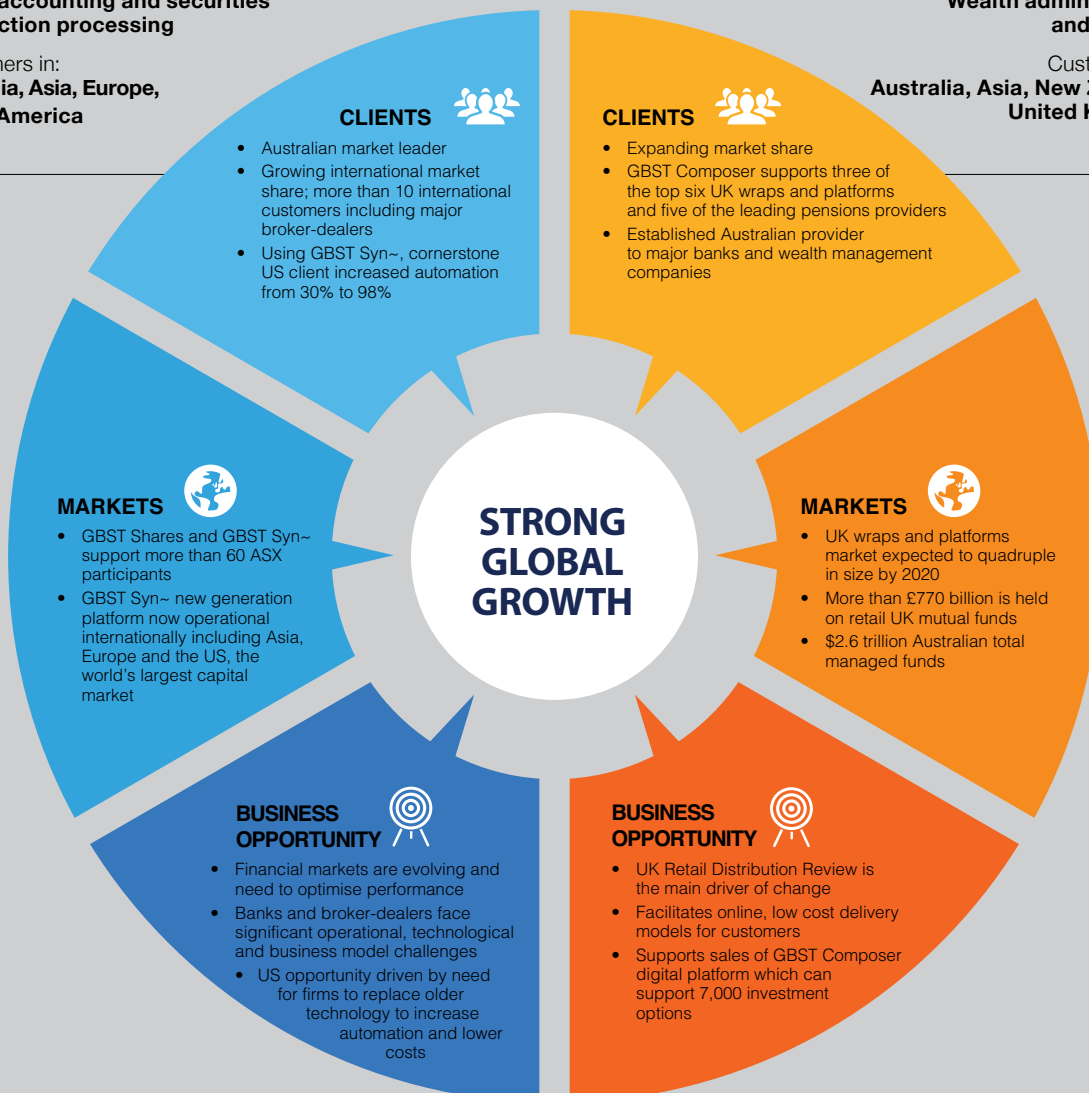 accounting and securities
ction processing
ners in:
ia, Asia, Europe,
America
Wealth admin
and
Cust
Australia, Asia, New Z
United K
CLIENTS
• Australian market leader
• Growing international market
share; more than 10 international
customers including major
broker-dealers
• Using GBST Syn~, cornerstone
US client increased automation
from 30% to 98%
CLIENTS
• Expanding market share
• GBST Composer supports three of
the top six UK wraps and platforms
and five of the leading pensions providers
• Established Australian provider
to major banks and wealth management
companies
MARKETS
• GBST Shares and GBST Syn~
support more than 60 ASX
participants
• GBST Syn~ new generation
platform now operational
internationally including Asia,
Europe and the US, the
world's largest capital
market
STRONG
GLOBAL
GROWTH
MARKETS
• UK wraps and platforms
market expected to quadruple
in size by 2020
• More than £770 billion is held
on retail UK mutual funds
• $2.6 trillion Australian total
managed funds
BUSINESS
OPPORTUNITY
• Financial markets are evolving and
need to optimise performance
• Banks and broker-dealers face
significant operational, technological
and business model challenges
• US opportunity driven by need
for firms to replace older
technology to increase
automation and lower
costs
BUSINESS
OPPORTUNITY
• UK Retail Distribution Review is
the main driver of change
• Facilitates online, low cost delivery
models for customers
• Supports sales of GBST Composer
digital platform which can
support 7,000 investment
options